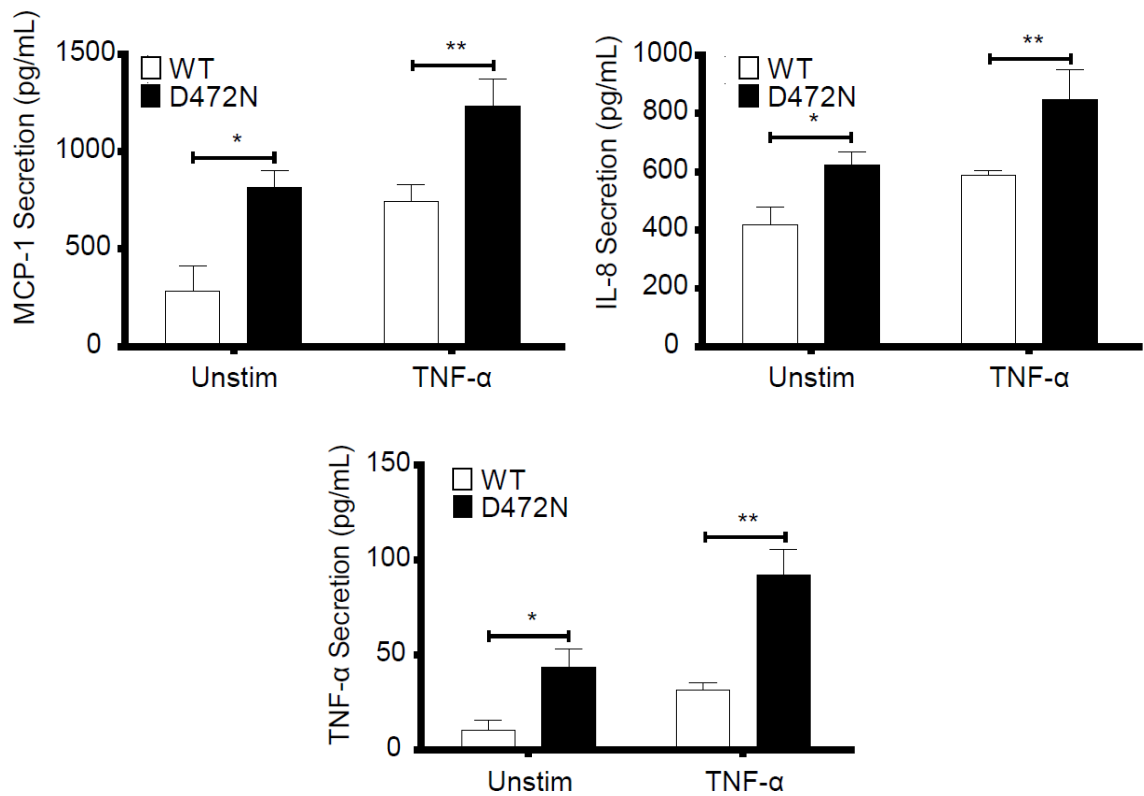 MCP-1 Secretion (pg/mL)
1500
1000
500
0
WT
D472N
*
**
Unstim
TNF-α
IL-8 Secretion (pg/mL)
1000
800
600
400
200
0
WT
D472N
*
**
Unstim
TNF-α
TNF-α Secretion (pg/mL)
150
100
50
0
WT
D472N
*
**
Unstim
TNF-α